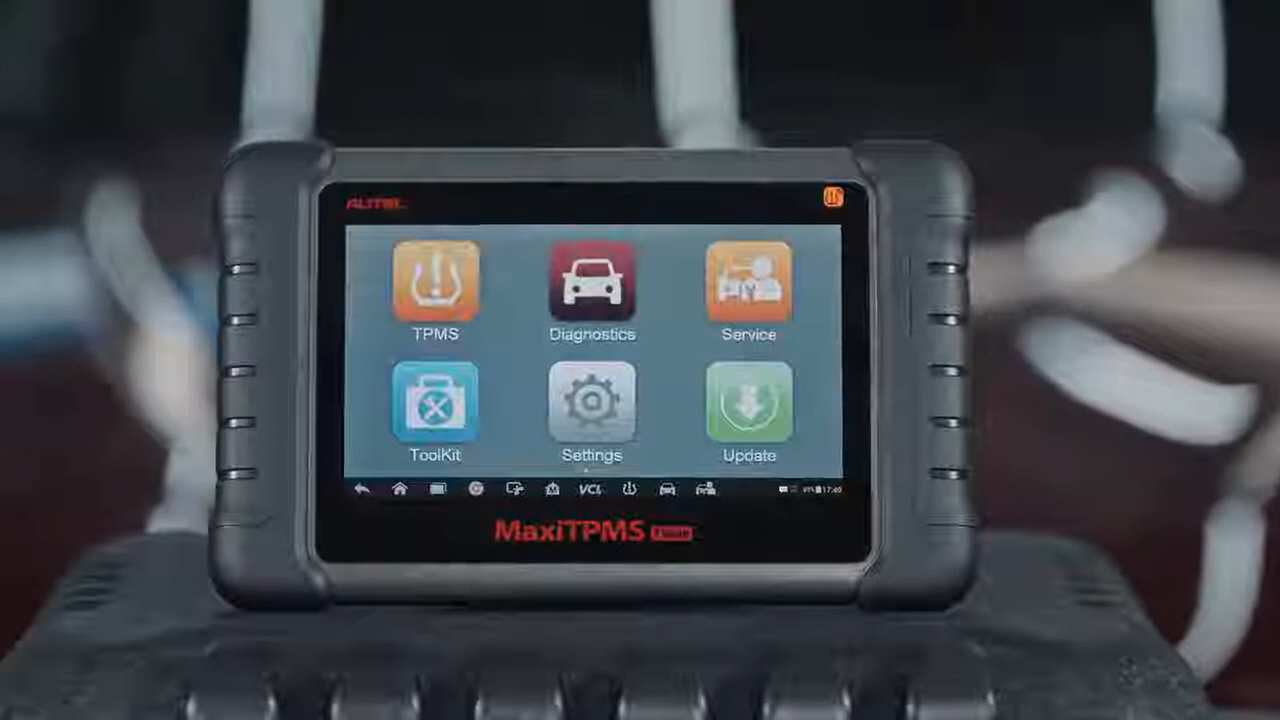 AUTEL
TPMS
Diagnostics
Service
ToolKit
Settings
Update
VCI
MaxiTPMS